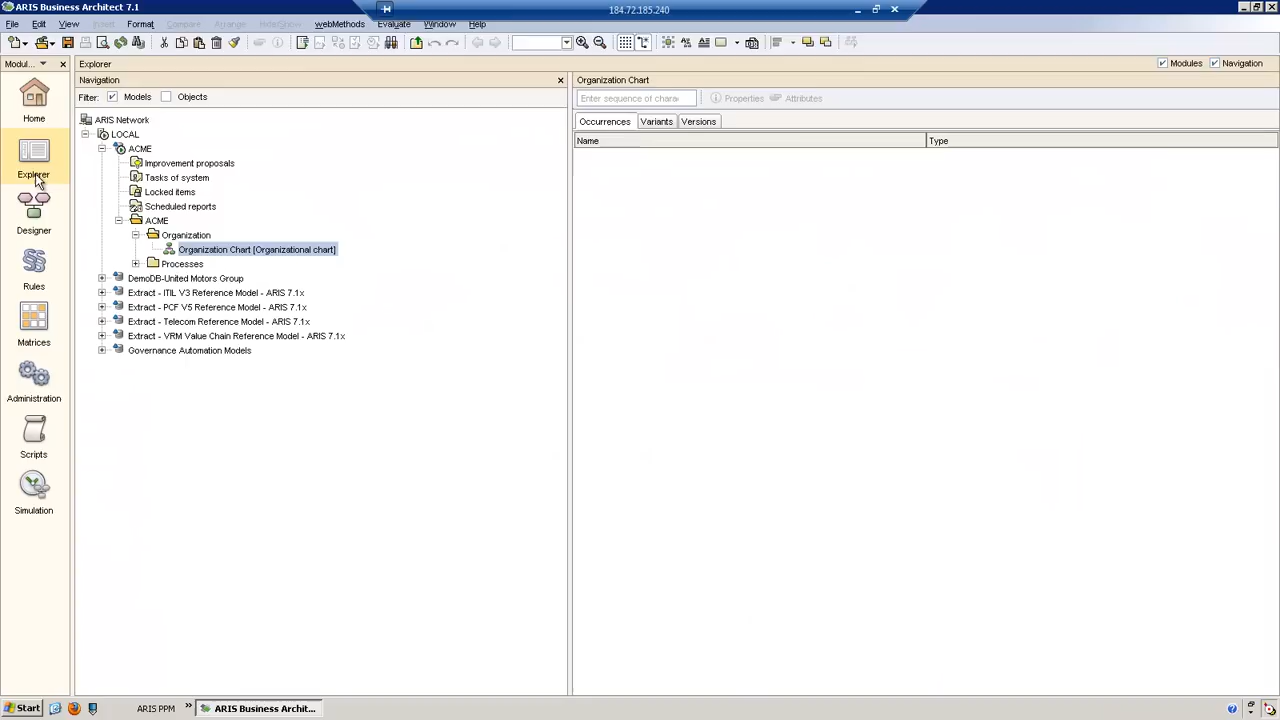 ARIS Business Architect 7.1
184.72.185.240
File Edit View Format Arrange webMethods Evaluate Window Help
Modul...
Explorer
Modules Navigation
Navigation
Organization Chart
Filter: Models Objects
Enter sequence of chara
Properties Attributes
Occurrences Variants Versions
Name Type
Home
Explorer
Designer
Rules
Matrices
Administration
Scripts
Simulation
ARIS Network
LOCAL
ACME
Improvement proposals
Tasks of system
Locked items
Scheduled reports
ACME
Organization
Organization Chart [Organizational chart]
Processes
DemoDB-United Motors Group
Extract - ITIL V3 Reference Model - ARIS 7.1x
Extract - PCF V5 Reference Model - ARIS 7.1x
Extract - Telecom Reference Model - ARIS 7.1x
Extract - VRM Value Chain Reference Model - ARIS 7.1x
Governance Automation Models
Start ARIS PPM » ARIS Business Archit...